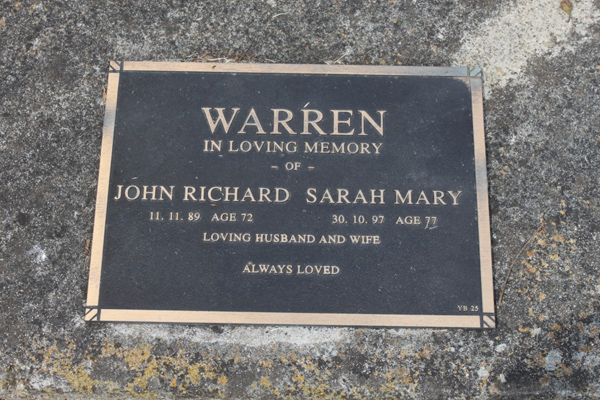 WARREN
IN LOVING MEMORY
– OF –
JOHN RICHARD SARAH MARY
11. 11. 89 AGE 72 30. 10. 97 AGE 77
LOVING HUSBAND AND WIFE
ALWAYS LOVED
YB 25